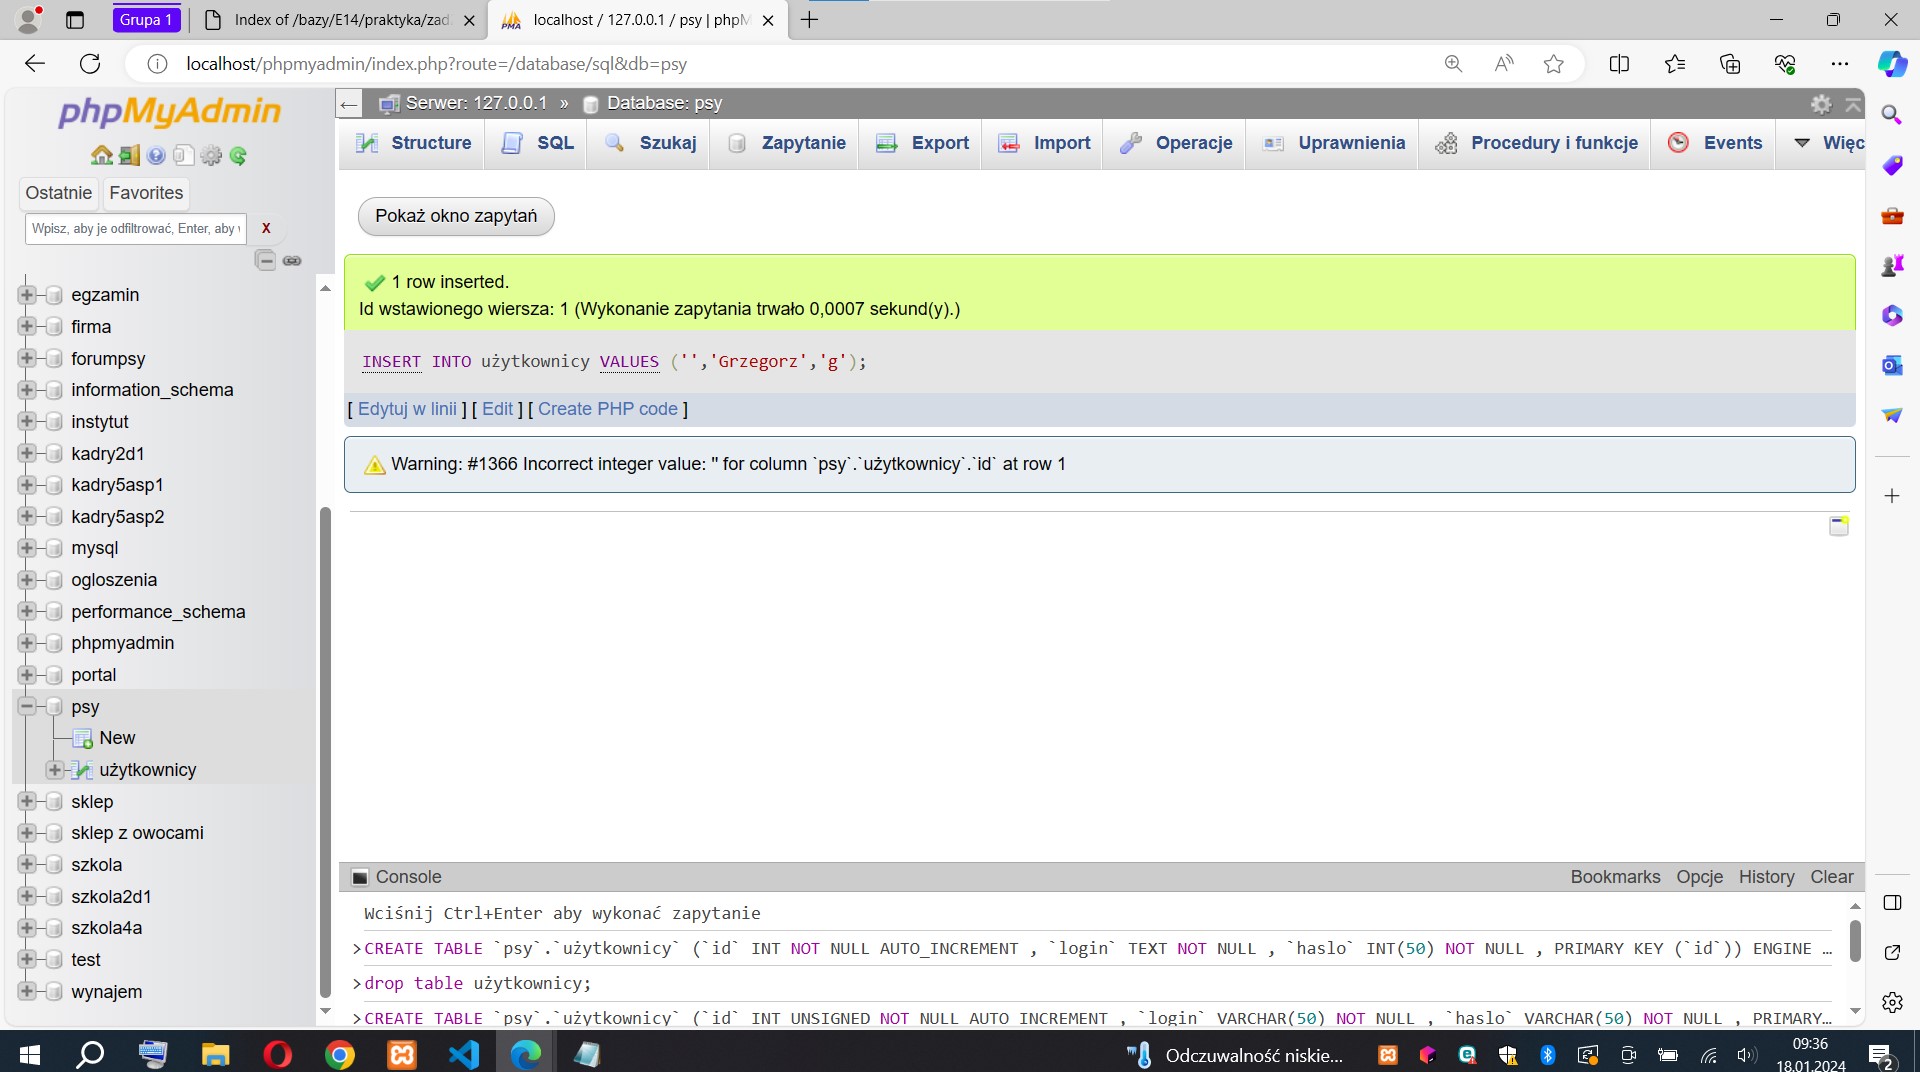 Grupa 1
Index of /bazy/E14/praktyka/zad
localhost / 127.0.0.1 / psy | phpM
localhost/phpmyadmin/index.php?route=/database/sql&db=psy
phpMyAdmin
Ostatnie
Favorites
Wpisz, aby je odfiltrować, Enter, aby
X
egzamin
firma
forumpsy
information_schema
instytut
kadry2d1
kadry5asp1
kadry5asp2
mysql
ogloszenia
performance_schema
phpmyadmin
portal
psy
New
użytkownicy
sklep
sklep z owocami
szkola
szkola2d1
szkola4a
test
wynajem
Serwer: 127.0.0.1 » Database: psy
Structure
SQL
Szukaj
Zapytanie
Export
Import
Operacje
Uprawnienia
Procedury i funkcje
Events
Więc
Pokaż okno zapytań
1 row inserted.
Id wstawionego wiersza: 1 (Wykonanie zapytania trwało 0,0007 sekund(y).)
INSERT INTO użytkownicy VALUES ('','Grzegorz','g');
[ Edytuj w linii ] [ Edit ] [ Create PHP code ]
Warning: #1366 Incorrect integer value: '' for column `psy`.`użytkownicy`.`id` at row 1
Console
Bookmarks Opcje History Clear
Wciśnij Ctrl+Enter aby wykonać zapytanie
>CREATE TABLE `psy`.`użytkownicy` (`id` INT NOT NULL AUTO_INCREMENT , `login` TEXT NOT NULL , `haslo` INT(50) NOT NULL , PRIMARY KEY (`id`)) ENGINE …
>drop table użytkownicy;
>CREATE TABLE `psy`.`użytkownicy` (`id` INT UNSIGNED NOT NULL AUTO_INCREMENT , `login` VARCHAR(50) NOT NULL , `haslo` VARCHAR(50) NOT NULL , PRIMARY…
Odczuwalność niskie...
09:36
18.01.2024
2